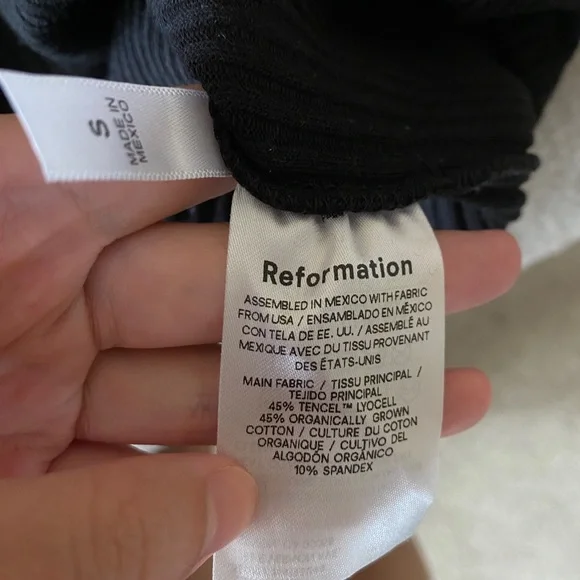 S
MADE IN
MEXICO
Reformation
ASSEMBLED IN MEXICO WITH FABRIC
FROM USA / ENSAMBLADO EN MÉXICO
CON TELA DE EE. UU. / ASSEMBLÉ AU
MEXIQUE AVEC DU TISSU PROVENANT
DES ÉTATS-UNIS
MAIN FABRIC / TISSU PRINCIPAL /
TEJIDO PRINCIPAL
45% TENCEL™ LYOCELL
45% ORGANICALLY GROWN
COTTON / CULTURE DU COTON
ORGANIQUE / CULTIVO DEL
ALGODÓN ORGÁNICO
10% SPANDEX